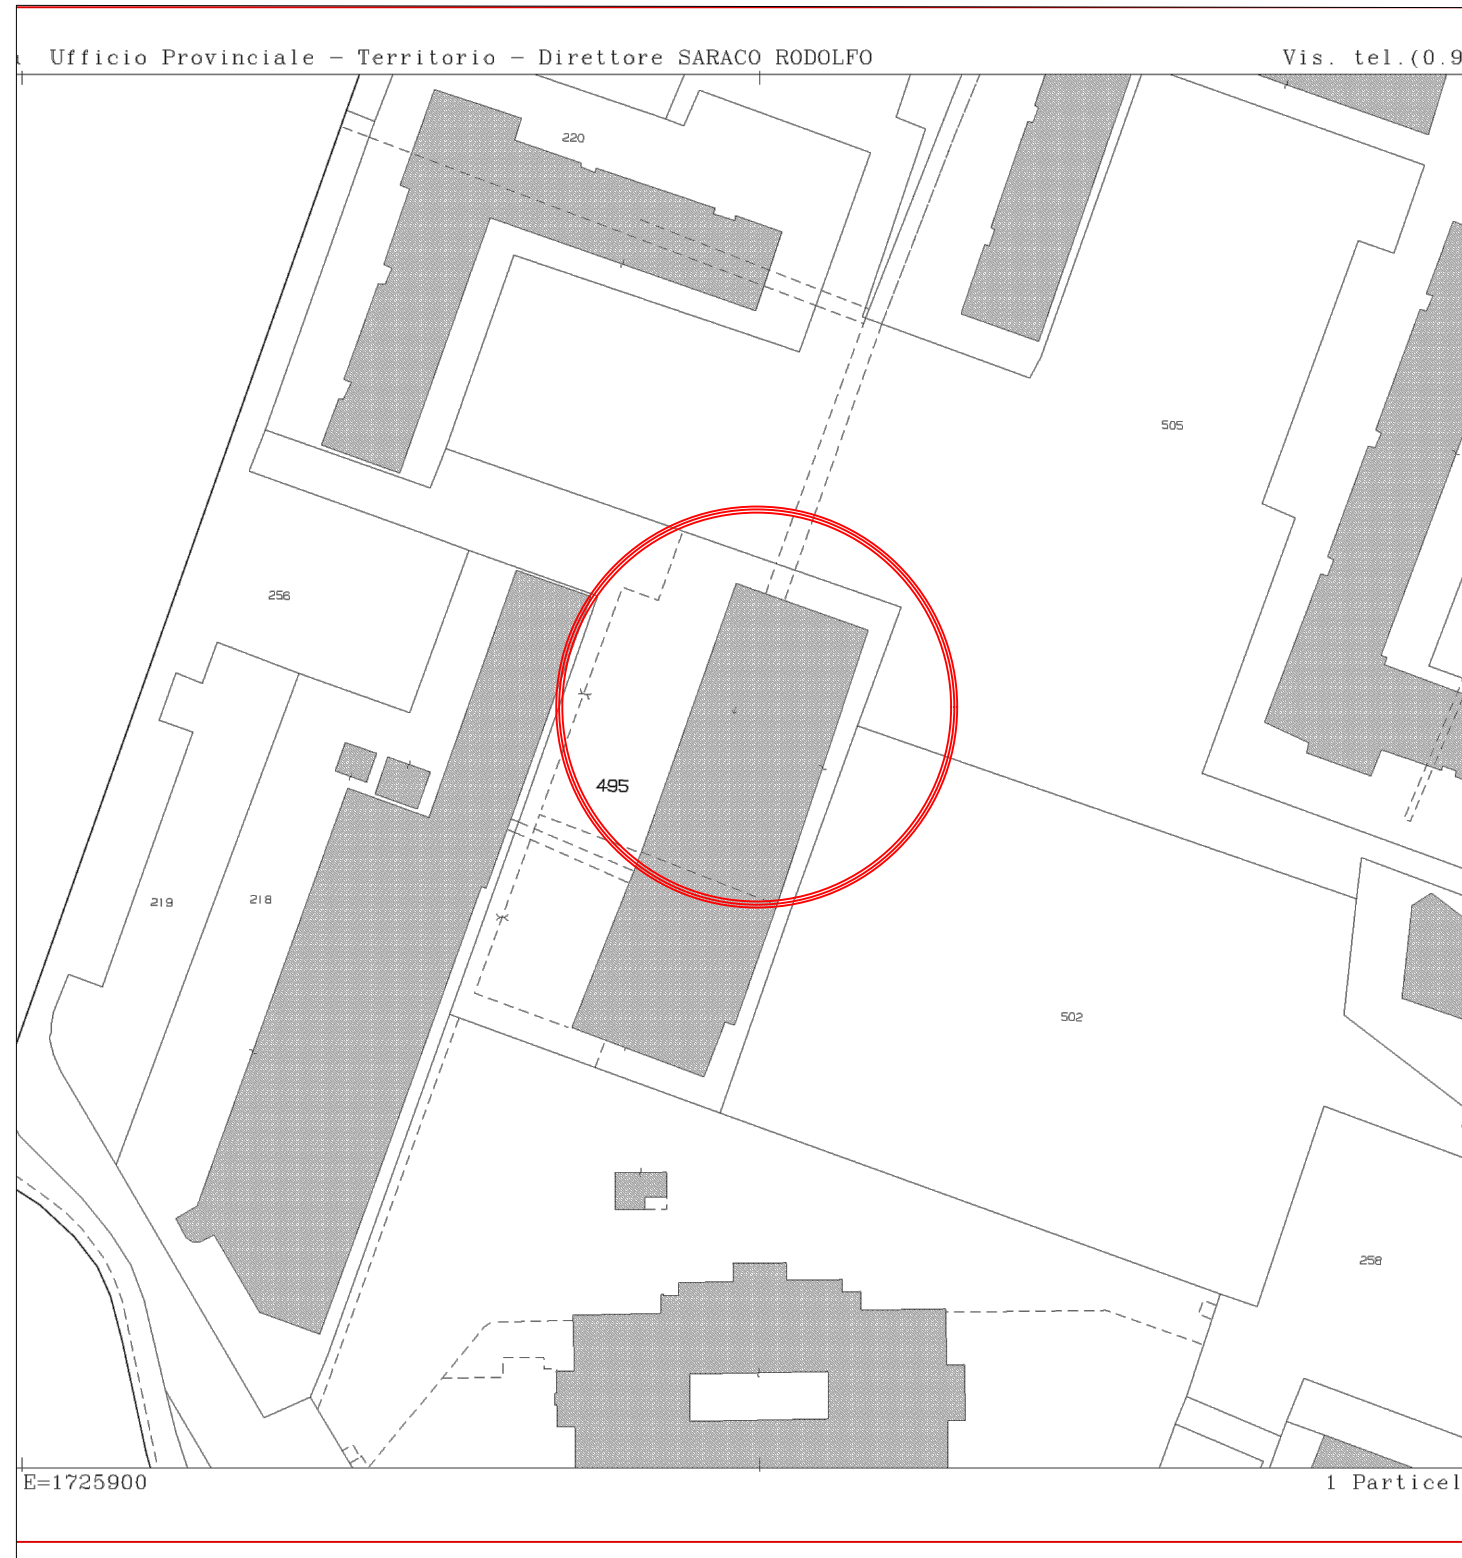 Ufficio Provinciale - Territorio - Direttore SARACO RODOLFO
Vis. tel.(0.9
220
505
256
495
219
218
502
258
E=1725900
1 Particel